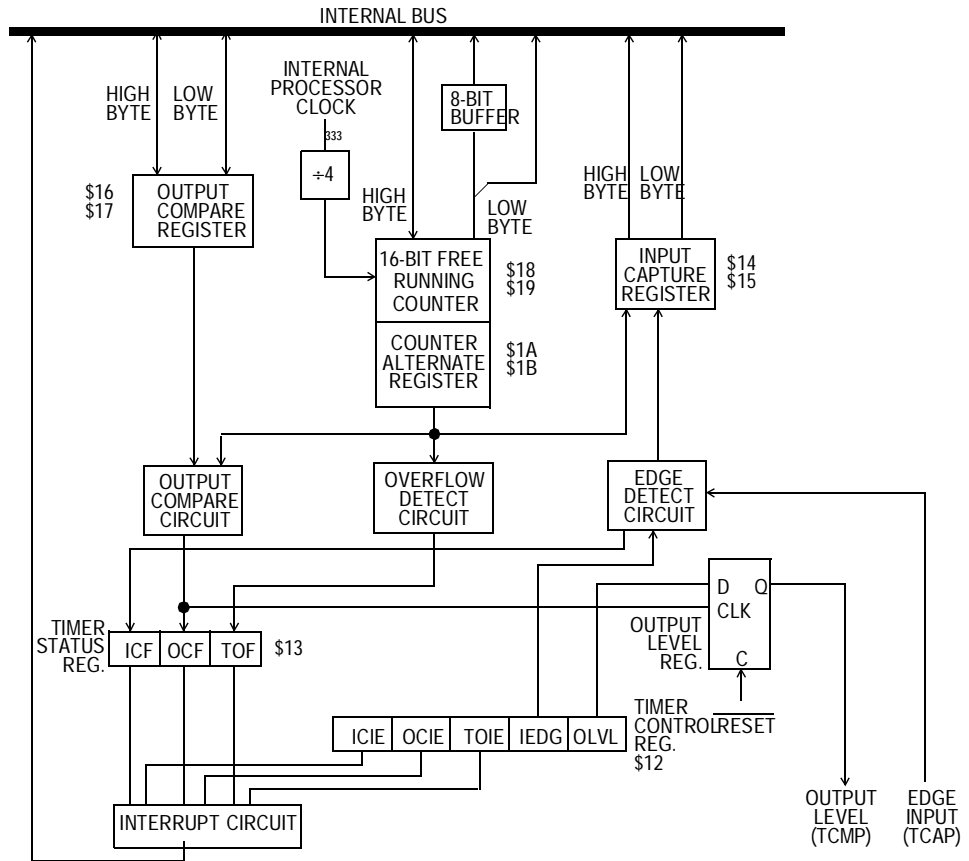 INTERNAL BUS
HIGH
BYTE
LOW
BYTE
INTERNAL
PROCESSOR
CLOCK
333
÷4
8-BIT
BUFFER
HIGH
BYTE
LOW
BYTE
HIGH
BYTE
LOW
BYTE
$16
$17
OUTPUT
COMPARE
REGISTER
16-BIT FREE
RUNNING
COUNTER
$18
$19
COUNTER
ALTERNATE
REGISTER
$1A
$1B
INPUT
CAPTURE
REGISTER
$14
$15
OUTPUT
COMPARE
CIRCUIT
OVERFLOW
DETECT
CIRCUIT
EDGE
DETECT
CIRCUIT
D Q
CLK
C
OUTPUT
LEVEL
REG.
TIMER
STATUS
REG.
ICF OCF TOF
$13
RESET
ICIE OCIE TOIE IEDG OLVL
TIMER
CONTROL
REG.
$12
INTERRUPT CIRCUIT
OUTPUT
LEVEL
(TCMP)
EDGE
INPUT
(TCAP)